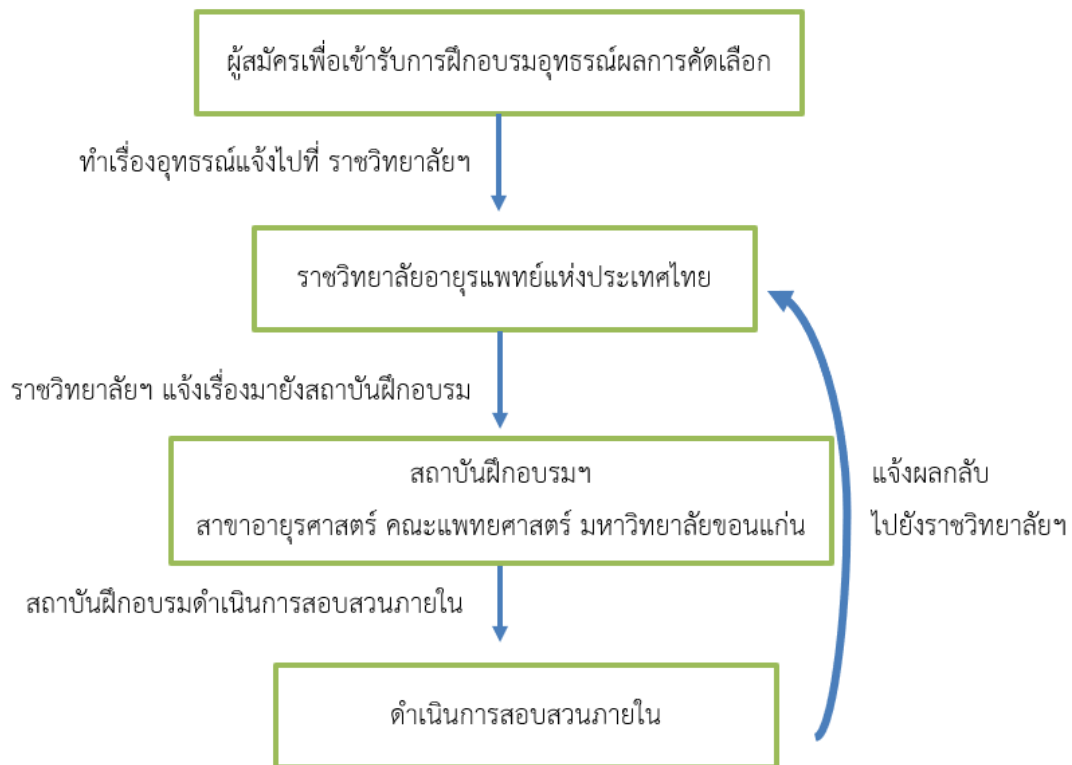 ผู้สมัครเพื่อเข้ารับการฝึกอบรมอุทธรณ์ผลการคัดเลือก
ทำเรื่องอุทธรณ์แจ้งไปที่ ราชวิทยาลัยฯ
ราชวิทยาลัยอายุรแพทย์แห่งประเทศไทย
ราชวิทยาลัยฯ แจ้งเรื่องมายังสถาบันฝึกอบรม
สถาบันฝึกอบรมฯ
สาขาอายุรศาสตร์ คณะแพทยศาสตร์ มหาวิทยาลัยขอนแก่น
แจ้งผลกลับ
ไปยังราชวิทยาลัยฯ
สถาบันฝึกอบรมดำเนินการสอบสวนภายใน
ดำเนินการสอบสวนภายใน